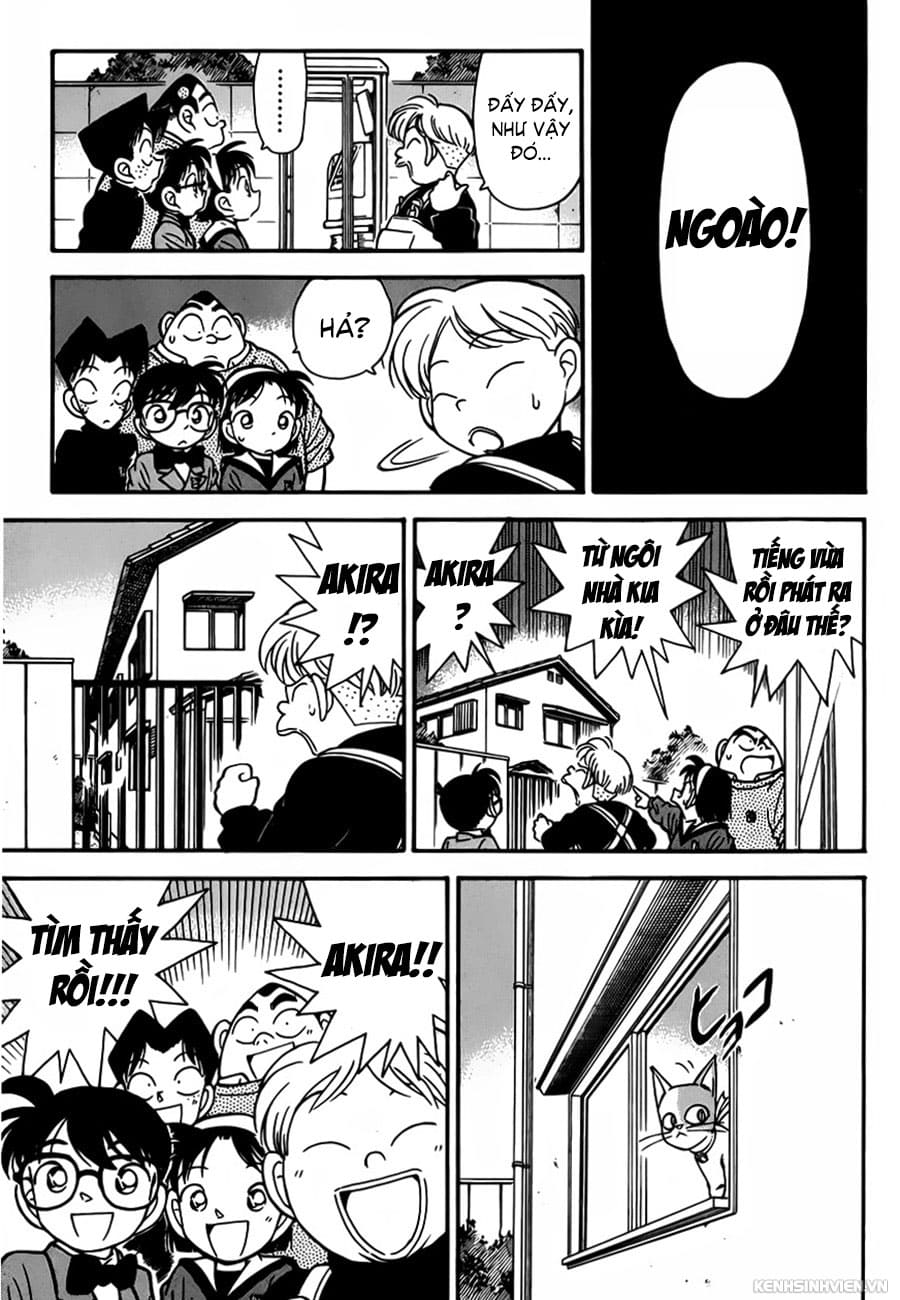 NGOÀO!
ĐẤY ĐẤY,
NHƯ VẬY
ĐÓ...
..........
HẢ?
TIẾNG VỪA
RỒI PHÁT RA
Ở ĐÂU THẾ?
TỪ NGÔI
NHÀ KIA
KÌA!
AKIRA
?
AKIRA
!?
ヒョコ
AKIRA!!
TÌM THẤY
RỒI!!!
KENHSINHVIEN.VN